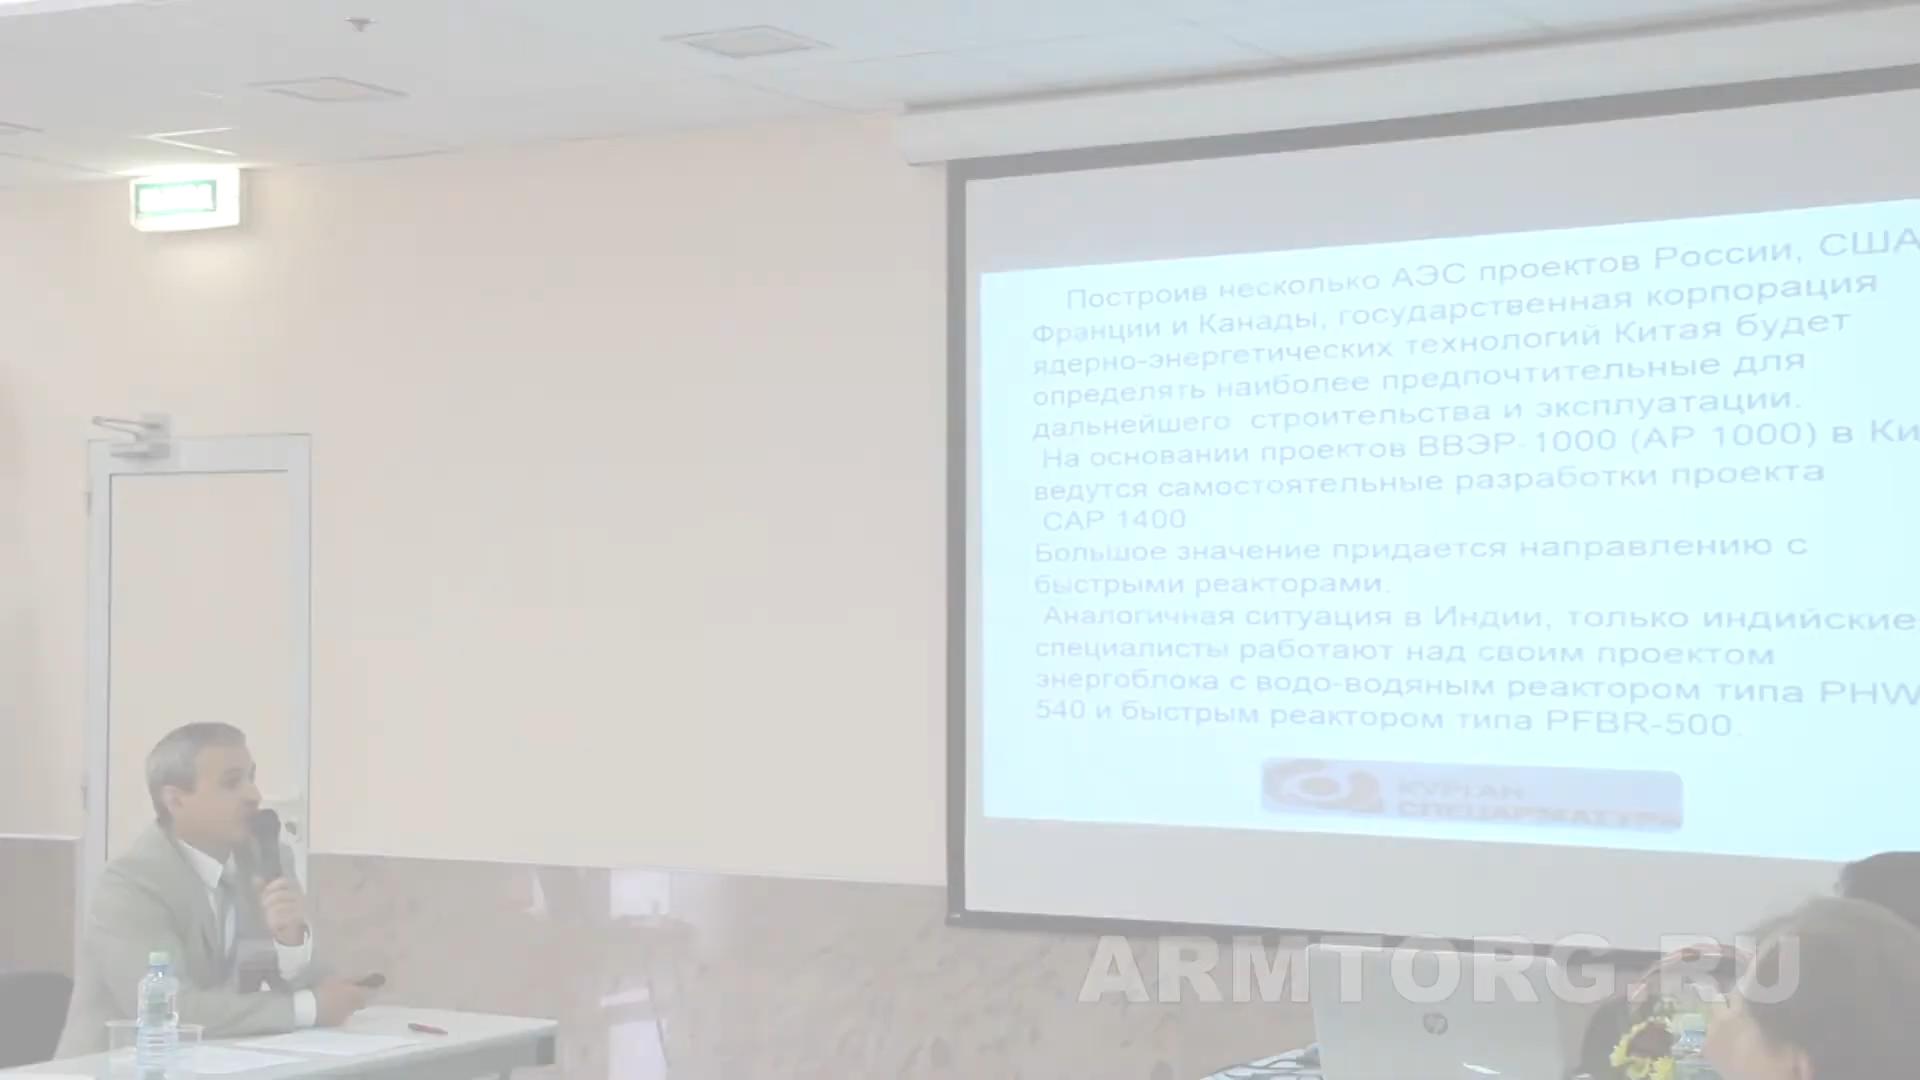 Построив несколько АЭС проектов России, США
Франции и Канады, государственная корпорация
ядерно-энергетических технологий Китая будет
определять наиболее предпочтительные для
дальнейшего строительства и эксплуатации.
На основании проектов ВВЭР-1000 (АР 1000) в Ки
ведутся самостоятельные разработки проекта
САР 1400
Большое значение придается направлению с
быстрыми реакторами.
Аналогичная ситуация в Индии, только индийские
специалисты работают над своим проектом
энергоблока с водо-водяным реактором типа PHW
540 и быстрым реактором типа PFBR-500.
КУРГАН
СПЕЦАРМАТУРА
ARMTORG.RU
hp